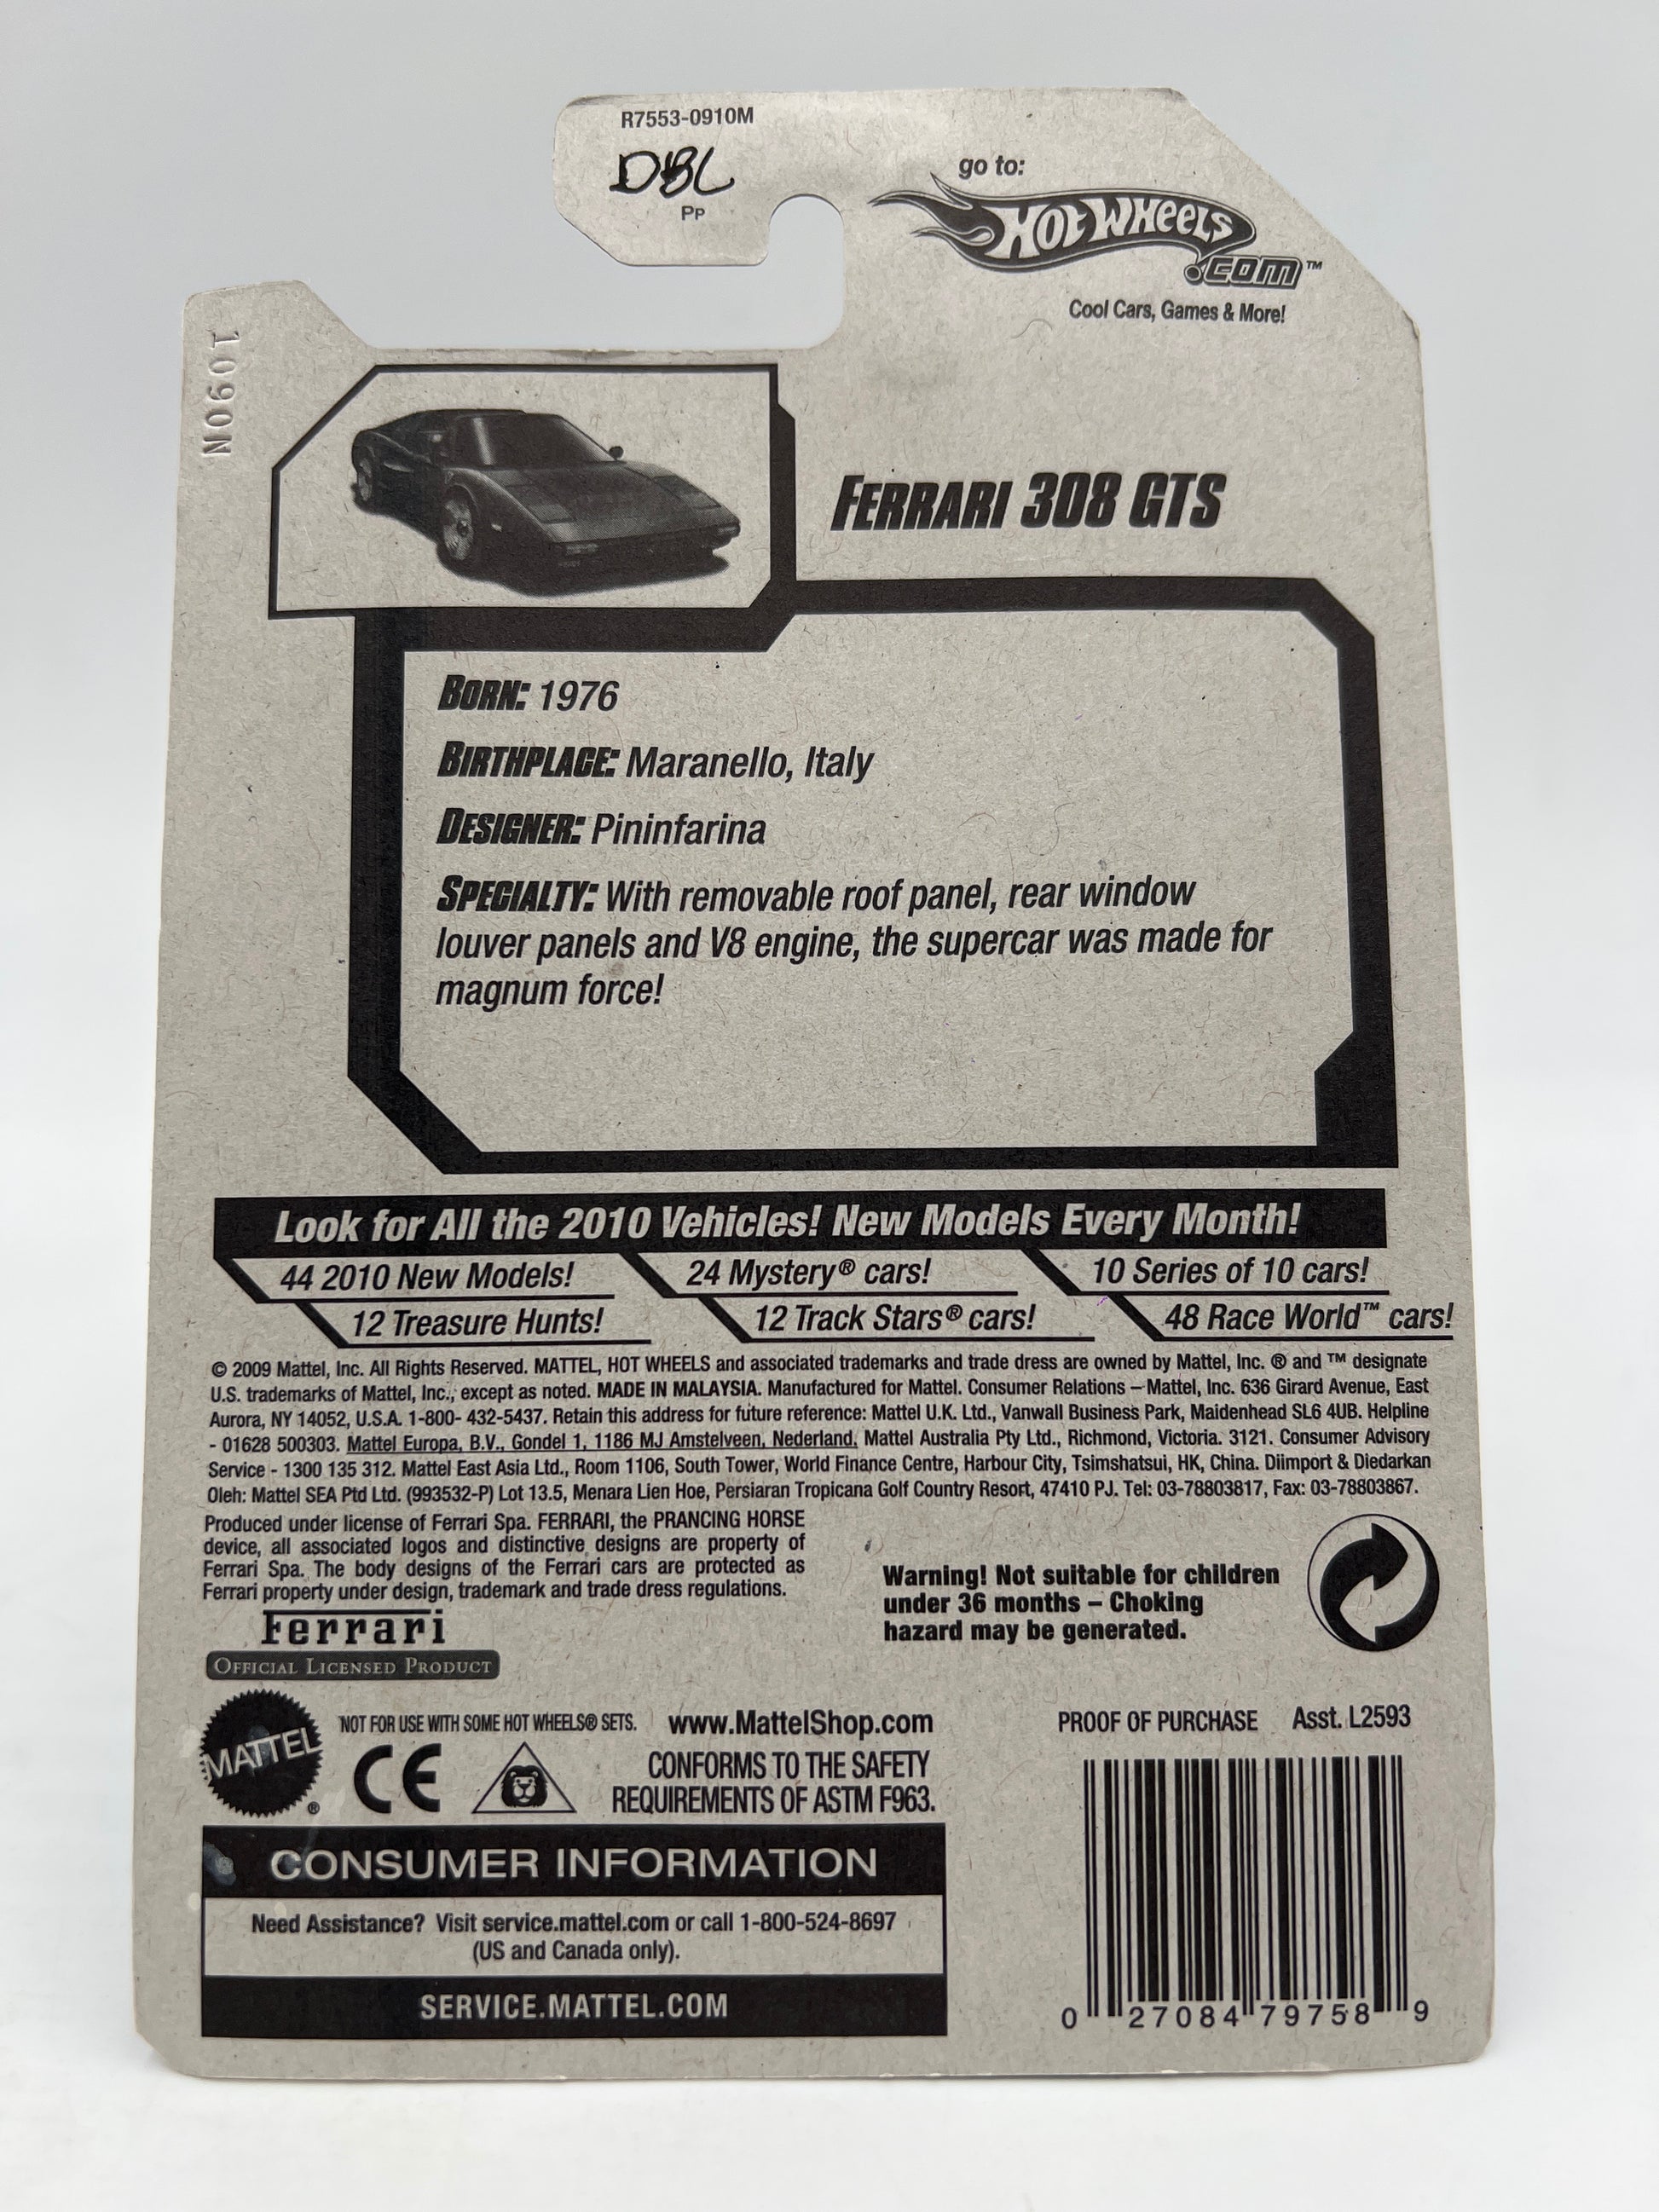 R7553-0910M
DBL
PP
go to:
HOT WHEELS
.COM™
Cool Cars, Games & More!
1090N
FERRARI 308 GTS
BORN: 1976
BIRTHPLACE: Maranello, Italy
DESIGNER: Pininfarina
SPECIALTY: With removable roof panel, rear window
louver panels and V8 engine, the supercar was made for
magnum force!
Look for All the 2010 Vehicles! New Models Every Month!
44 2010 New Models! 24 Mystery® cars! 10 Series of 10 cars!
12 Treasure Hunts! 12 Track Stars® cars! 48 Race World™ cars!
© 2009 Mattel, Inc. All Rights Reserved. MATTEL, HOT WHEELS and associated trademarks and trade dress are owned by Mattel, Inc. ® and ™ designate
U.S. trademarks of Mattel, Inc., except as noted. MADE IN MALAYSIA. Manufactured for Mattel. Consumer Relations – Mattel, Inc. 636 Girard Avenue, East
Aurora, NY 14052, U.S.A. 1-800- 432-5437. Retain this address for future reference: Mattel U.K. Ltd., Vanwall Business Park, Maidenhead SL6 4UB. Helpline
- 01628 500303. Mattel Europa, B.V., Gondel 1, 1186 MJ Amstelveen, Nederland. Mattel Australia Pty Ltd., Richmond, Victoria. 3121. Consumer Advisory
Service - 1300 135 312. Mattel East Asia Ltd., Room 1106, South Tower, World Finance Centre, Harbour City, Tsimshatsui, HK, China. Diimport & Diedarkan
Oleh: Mattel SEA Ptd Ltd. (993532-P) Lot 13.5, Menara Lien Hoe, Persiaran Tropicana Golf Country Resort, 47410 PJ. Tel: 03-78803817, Fax: 03-78803867.
Produced under license of Ferrari Spa. FERRARI, the PRANCING HORSE
device, all associated logos and distinctive designs are property of
Ferrari Spa. The body designs of the Ferrari cars are protected as
Ferrari property under design, trademark and trade dress regulations.
Warning! Not suitable for children
under 36 months – Choking
hazard may be generated.
Ferrari
OFFICIAL LICENSED PRODUCT
MATTEL®
NOT FOR USE WITH SOME HOT WHEELS® SETS. www.MattelShop.com
CE
CONFORMS TO THE SAFETY
REQUIREMENTS OF ASTM F963.
PROOF OF PURCHASE Asst. L2593
CONSUMER INFORMATION
Need Assistance? Visit service.mattel.com or call 1-800-524-8697
(US and Canada only).
SERVICE.MATTEL.COM
0 27084 79758 9